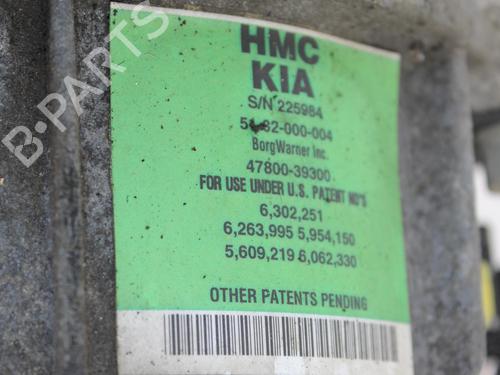 HMC
KIA
S/N 225984
BorgWarner Inc.
47800-39300
FOR USE UNDER U.S. PATENT NO'S
6,302,251
6,263,995 5,954,150
5,609,219 6,062,330
OTHER PATENTS PENDING
B-PARTS